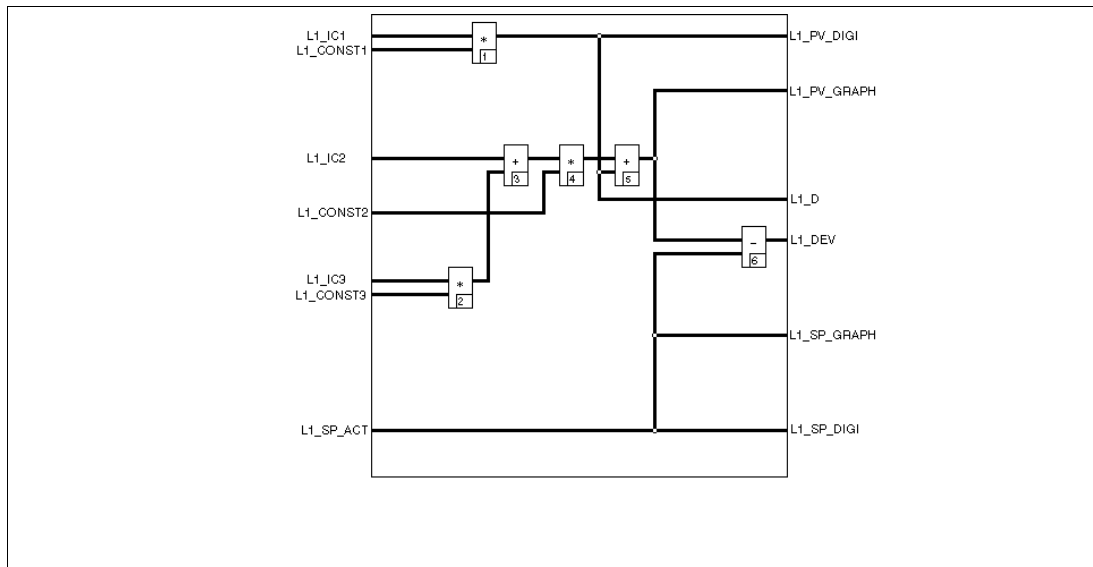 L1_IC1
L1_CONST1
*
1
L1_PV_DIGI
L1_PV_GRAPH
L1_IC2
+
3
*
4
+
5
L1_D
L1_CONST2
L1_DEV
-
6
L1_IC3
L1_CONST3
*
2
L1_SP_GRAPH
L1_SP_ACT
L1_SP_DIGI